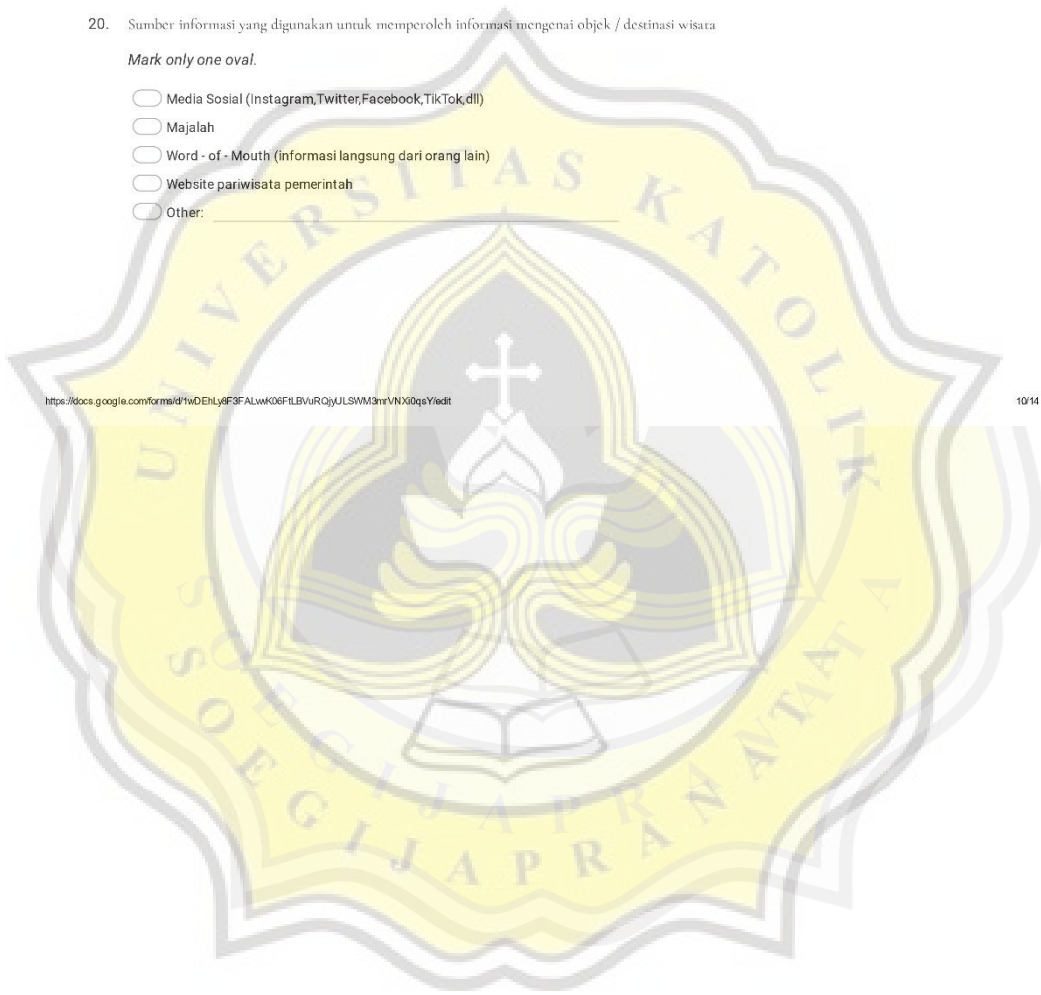 20. Sumber informasi yang digunakan untuk memperoleh informasi mengenai objek / destinasi wisata
Mark only one oval.
Media Sosial (Instagram,Twitter,Facebook,TikTok,dll)
Majalah
Word - of - Mouth (informasi langsung dari orang lain)
Website pariwisata pemerintah
Other:
UNIVERSITAS KATOLIK
https://docs.google.com/forms/d/1wDEhLy8F3FALwwK06FtLBVuRQjyULSWM3mrVNXi0qsY/edit
10/14
SOEGIJAPRANATA
SOEGIJAPRANATA